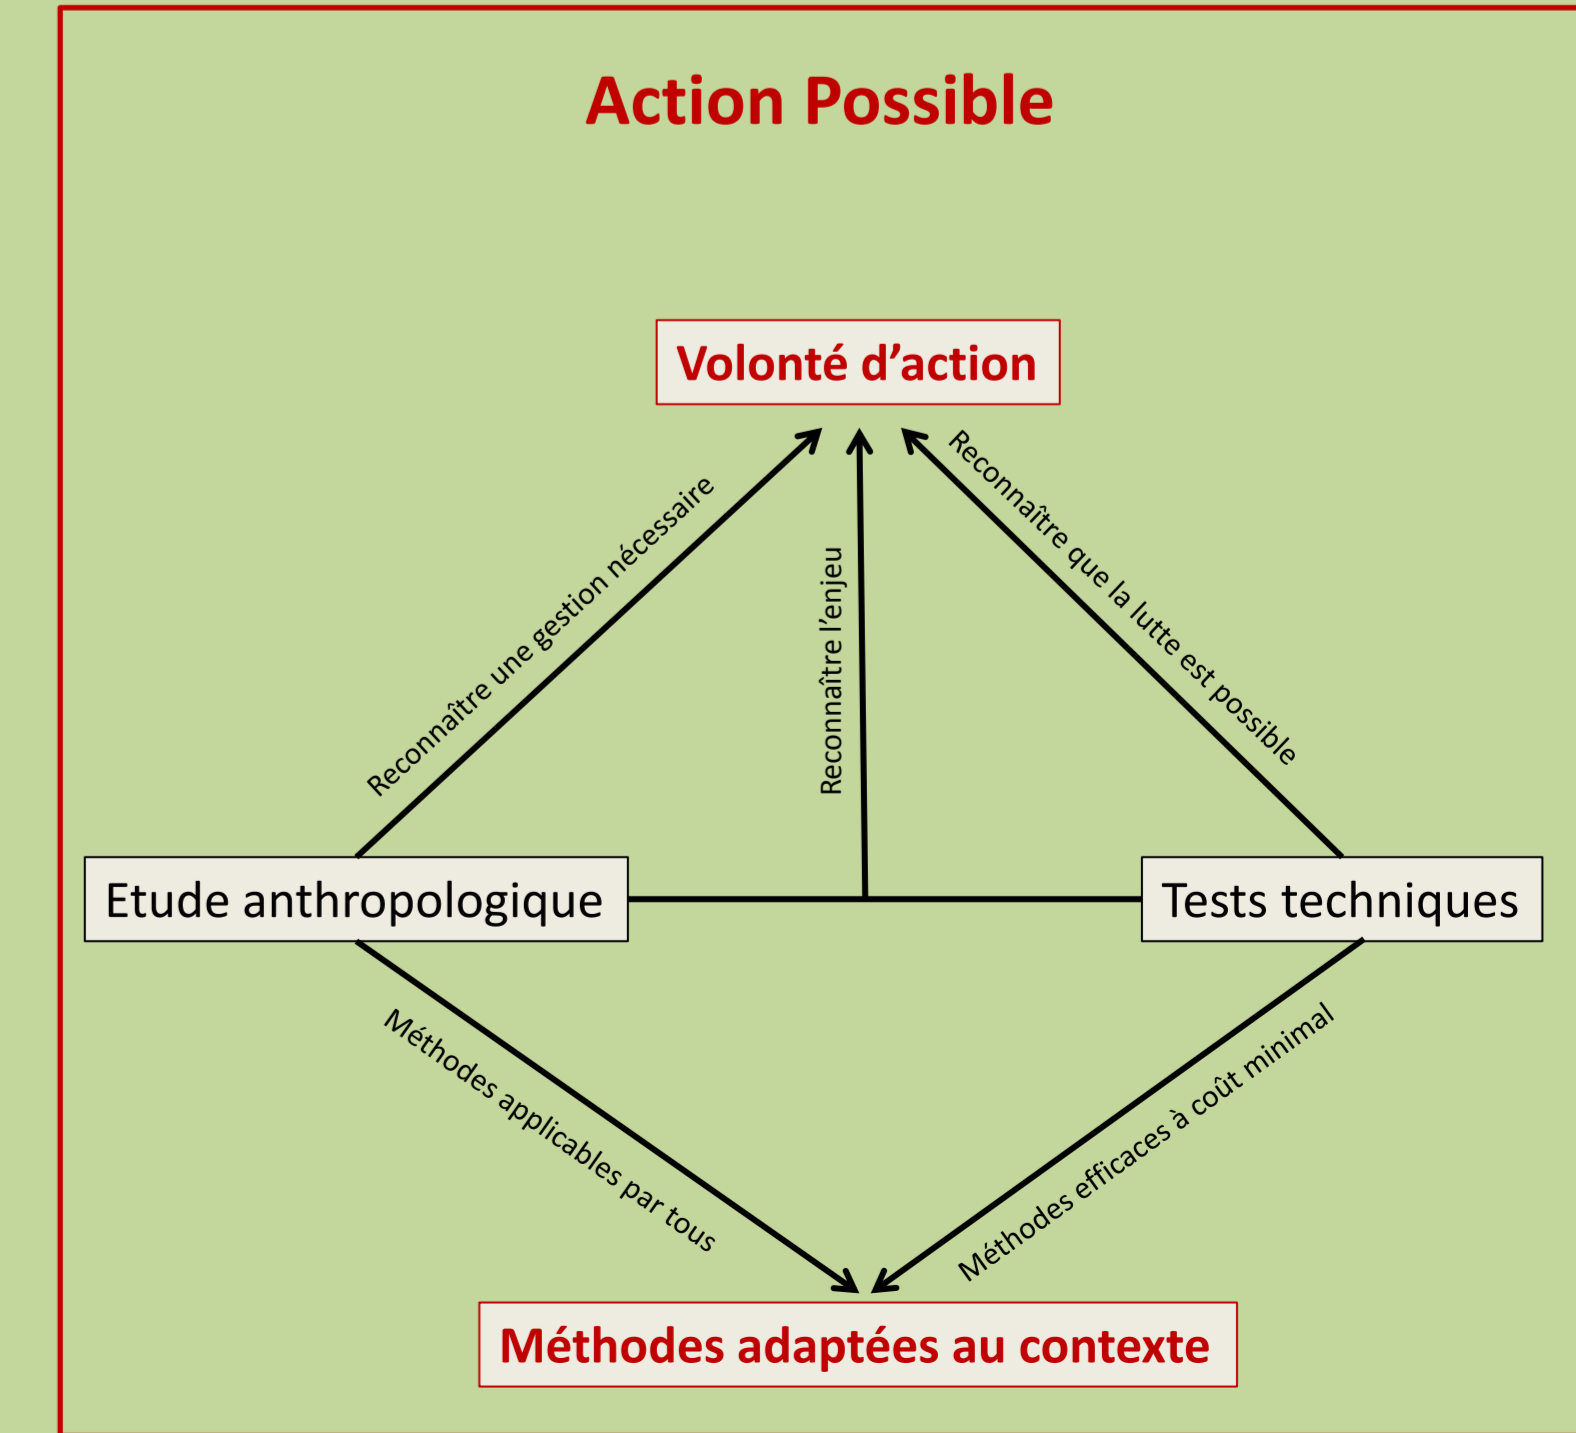 Action Possible
Volonté d’action
Reconnaître une gestion nécessaire
Reconnaître l’enjeu
Reconnaître que la lutte est possible
Etude anthropologique
Tests techniques
Méthodes applicables par tous
Méthodes efficaces à coût minimal
Méthodes adaptées au contexte